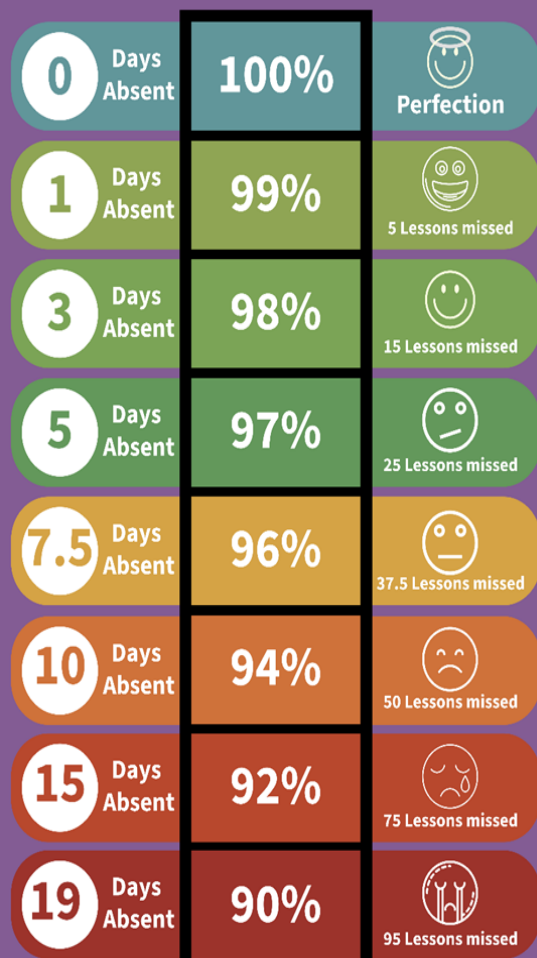 0
Days
Absent
100%
Perfection
1
Days
Absent
99%
5 Lessons missed
3
Days
Absent
98%
15 Lessons missed
5
Days
Absent
97%
25 Lessons missed
7.5
Days
Absent
96%
37.5 Lessons missed
10
Days
Absent
94%
50 Lessons missed
15
Days
Absent
92%
75 Lessons missed
19
Days
Absent
90%
95 Lessons missed